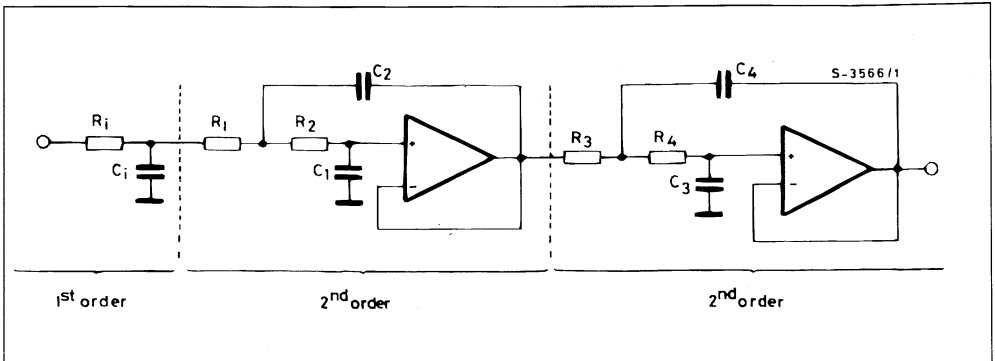 C2
C4
S-3566/1
Ri
R1
R2
R3
R4
+
+
Ci
C1
−
C3
−
1st order
2nd order
2nd order